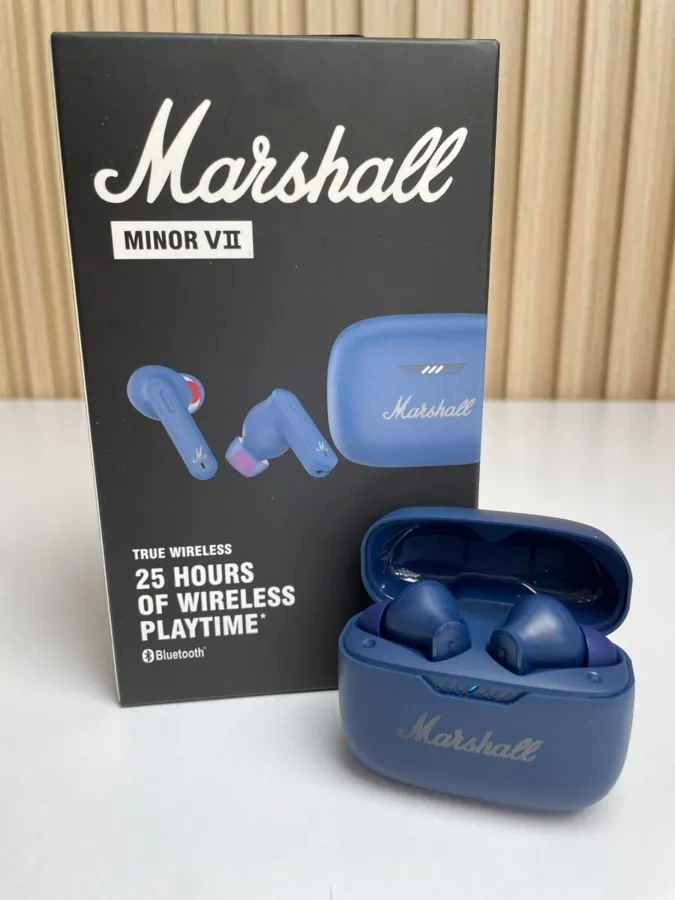 Marshall
MINOR VII
Marshall
M
M
TRUE WIRELESS
25 HOURS
OF WIRELESS
PLAYTIME*
Bluetooth®
Marshall